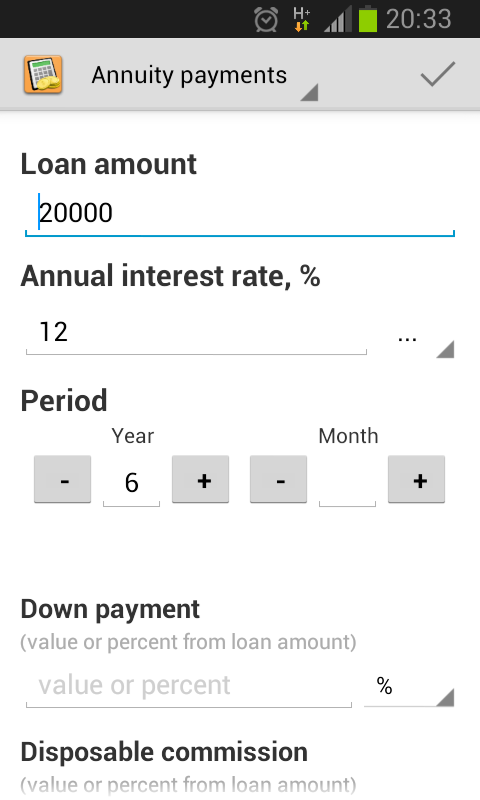 H+ 20:33
Annuity payments
Loan amount
20000
Annual interest rate, %
12 ...
Period
Year Month
- 6 + - +
Down payment
(value or percent from loan amount)
value or percent %
Disposable commission
(value or percent from loan amount)